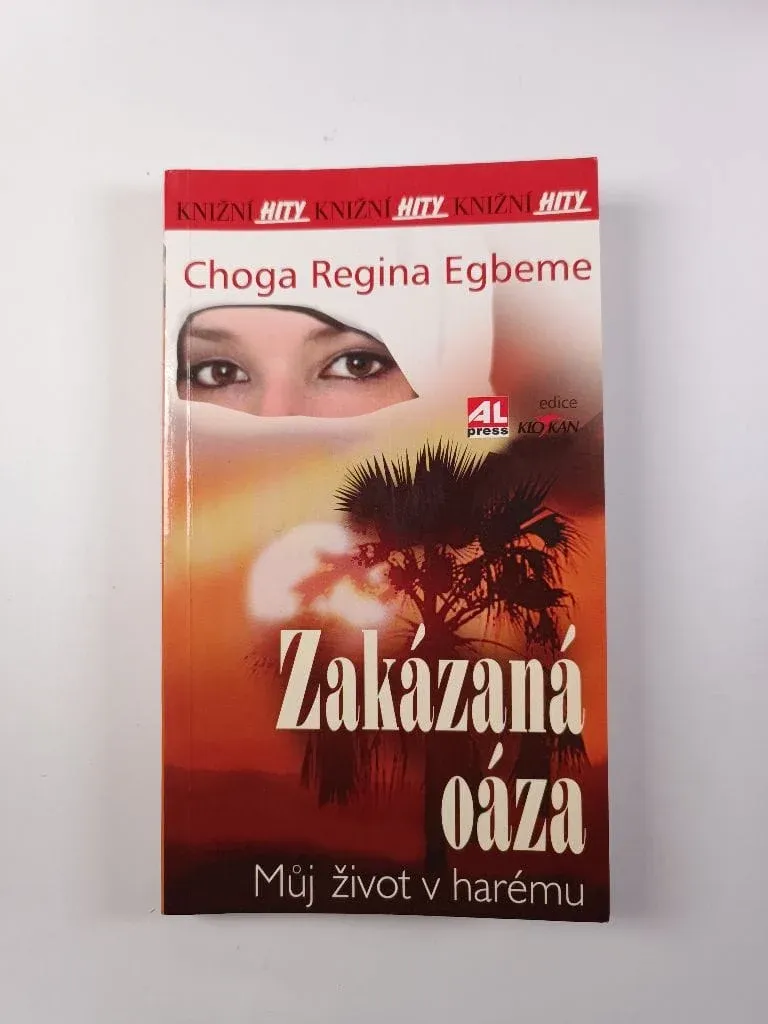 KNIŽNÍ HITY KNIŽNÍ HITY KNIŽNÍ HITY
Choga Regina Egbeme
AL
press
edice
KLOKAN
Zakázaná
oáza
Můj život v harému